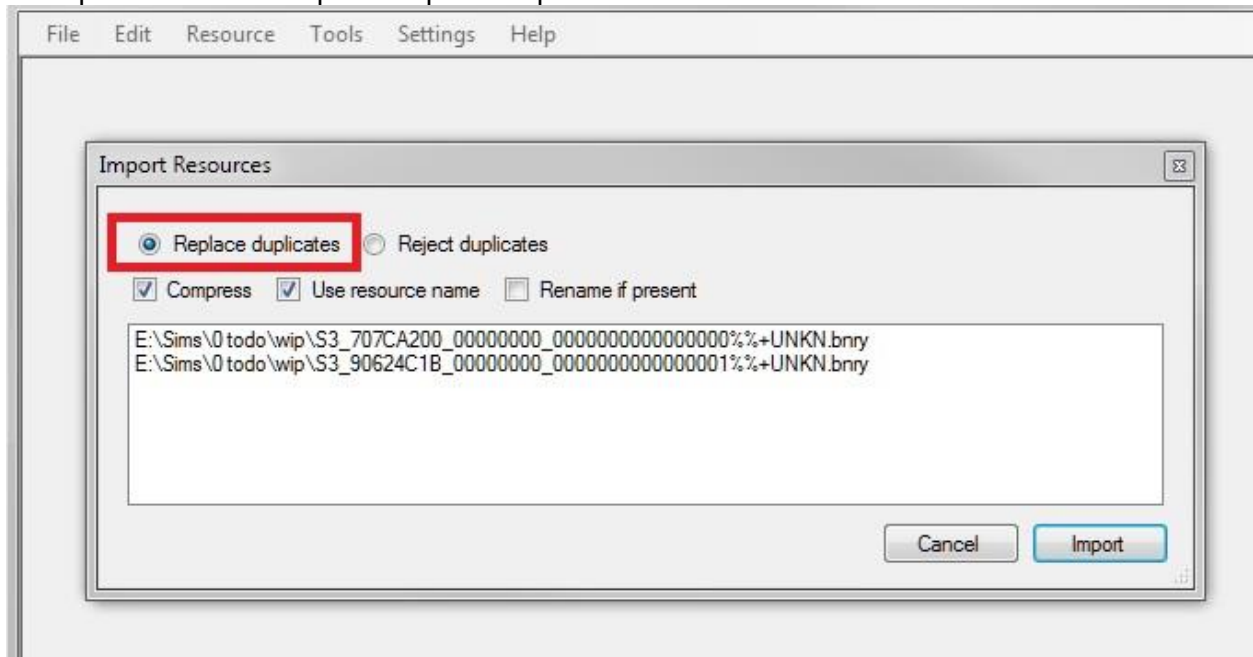 File Edit Resource Tools Settings Help
Import Resources
Replace duplicates Reject duplicates
Compress Use resource name Rename if present
E:\Sims\0 todo\wip\S3_707CA200_00000000_0000000000000000%%+UNKN.bnry
E:\Sims\0 todo\wip\S3_90624C1B_00000000_0000000000000001%%+UNKN.bnry
Cancel Import